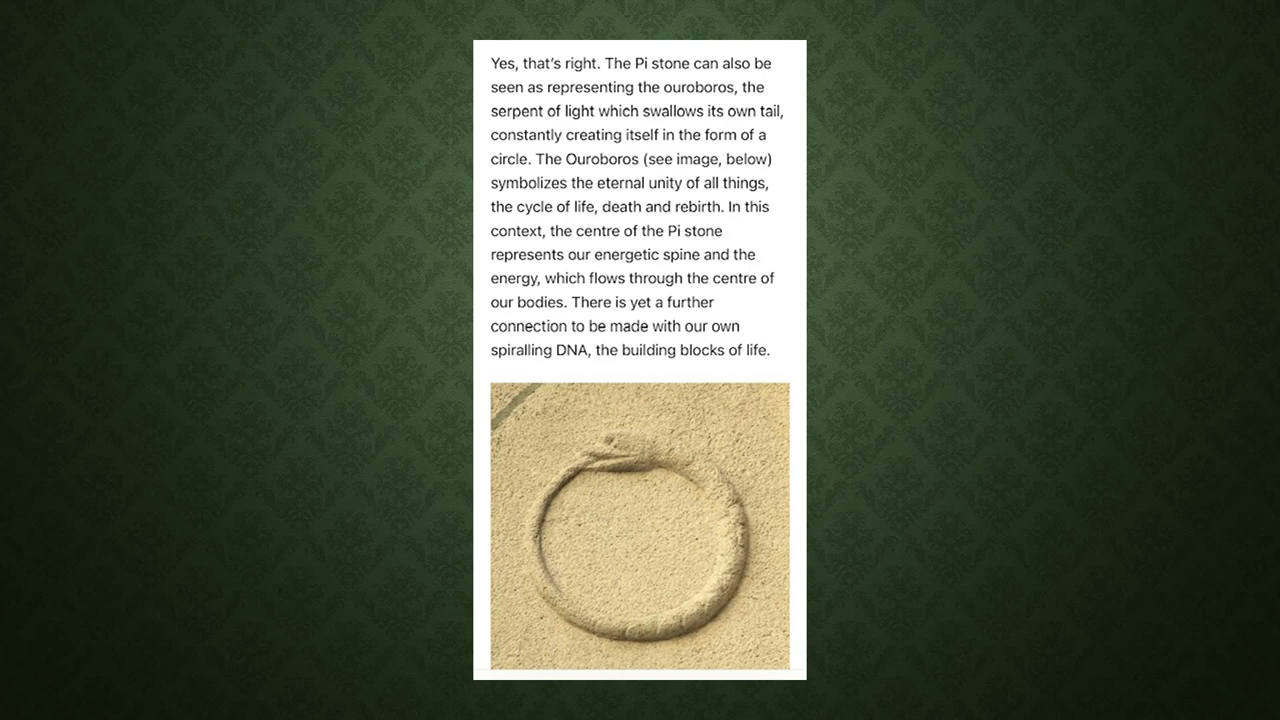 Yes, that's right. The Pi stone can also be
seen as representing the ouroboros, the
serpent of light which swallows its own tail,
constantly creating itself in the form of a
circle. The Ouroboros (see image, below)
symbolizes the eternal unity of all things,
the cycle of life, death and rebirth. In this
context, the centre of the Pi stone
represents our energetic spine and the
energy, which flows through the centre of
our bodies. There is yet a further
connection to be made with our own
spiralling DNA, the building blocks of life.